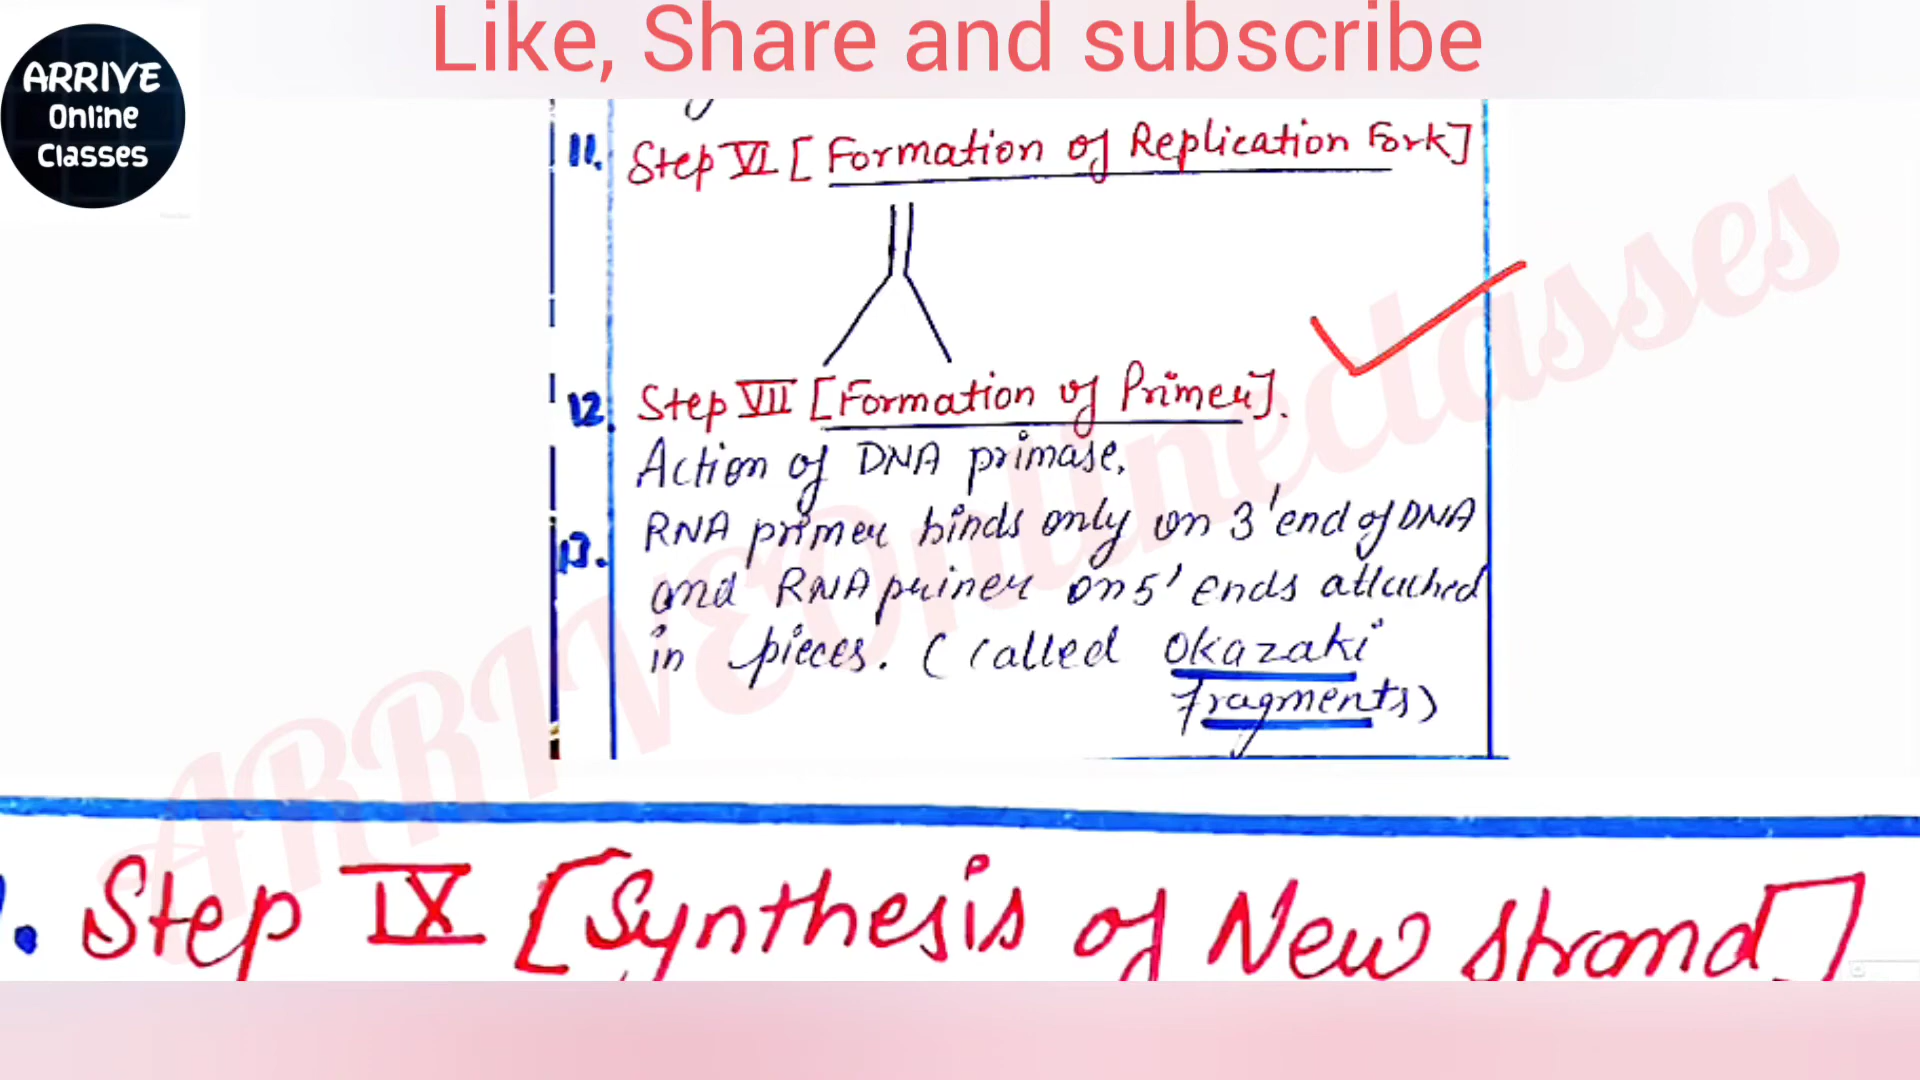 Like, Share and subscribe
ARRIVE
Online
Classes
11. Step VI [Formation of Replication Fork]
12. Step VII [Formation of Primer].
Action of DNA primase.
13. RNA primer binds only on 3' end of DNA
and RNA primer on 5' ends attached
in pieces. (called Okazaki
fragments)
ARRIVEOnlineclasses
. Step IX [Synthesis of New strand]